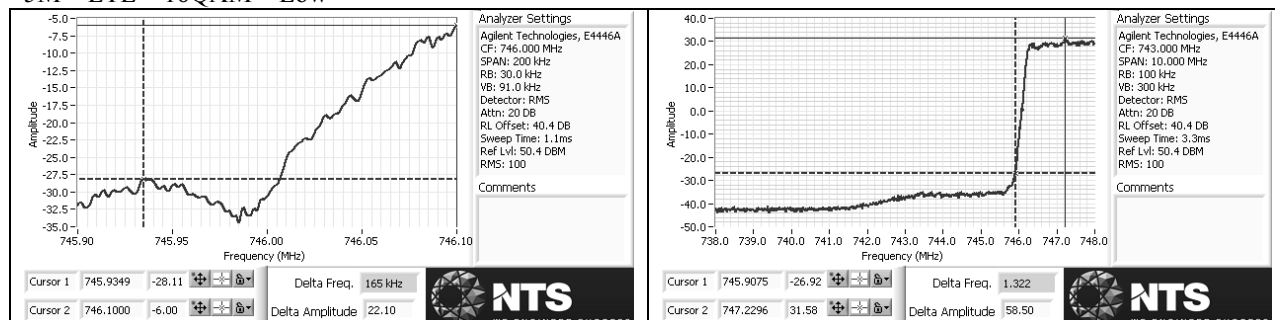 -5.0
-7.5
-10.0
-12.5
-15.0
-17.5
-20.0
-22.5
-25.0
-27.5
-30.0
-32.5
-35.0
Amplitude
745.90
745.95
746.00
746.05
746.10
Frequency (MHz)
Analyzer Settings
Agilent Technologies, E4446A
CF: 746.000 MHz
SPAN: 200 kHz
RB: 30.0 kHz
VB: 91.0 kHz
Detector: RMS
Attn: 20 DB
RL Offset: 40.4 DB
Sweep Time: 1.1ms
Ref Lvl: 50.4 DBM
RMS: 100
Comments
Cursor 1 745.9349 -28.11
Cursor 2 746.1000 -6.00
Delta Freq. 165 kHz
Delta Amplitude 22.10
NTS
40.0
30.0
20.0
10.0
0.0
-10.0
-20.0
-30.0
-40.0
-50.0
Amplitude
738.0 739.0 740.0 741.0 742.0 743.0 744.0 745.0 746.0 747.0 748.0
Frequency (MHz)
Analyzer Settings
Agilent Technologies, E4446A
CF: 743.000 MHz
SPAN: 10.000 MHz
RB: 100 kHz
VB: 300 kHz
Detector: RMS
Attn: 20 DB
RL Offset: 40.4 DB
Sweep Time: 3.3ms
Ref Lvl: 50.4 DBM
RMS: 100
Comments
Cursor 1 745.9075 -26.92
Cursor 2 747.2296 31.58
Delta Freq. 1.322
Delta Amplitude 58.50
NTS